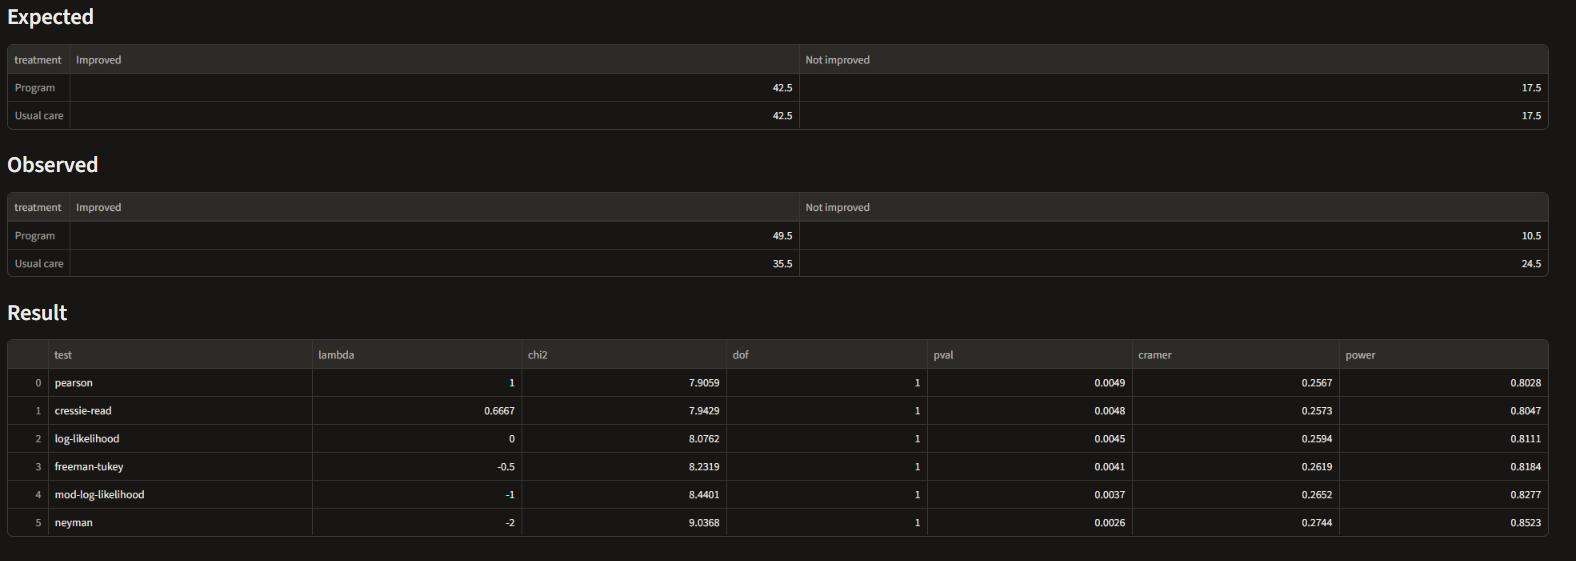 Expected
treatment Improved Not improved
Program 42.5 17.5
Usual care 42.5 17.5
Observed
treatment Improved Not improved
Program 49.5 10.5
Usual care 35.5 24.5
Result
test lambda chi2 dof pval cramer power
0 pearson 1 7.9059 1 0.0049 0.2567 0.8028
1 cressie-read 0.6667 7.9429 1 0.0048 0.2573 0.8047
2 log-likelihood 0 8.0762 1 0.0045 0.2594 0.8111
3 freeman-tukey -0.5 8.2319 1 0.0041 0.2619 0.8184
4 mod-log-likelihood -1 8.4401 1 0.0037 0.2652 0.8277
5 neyman -2 9.0368 1 0.0026 0.2744 0.8523